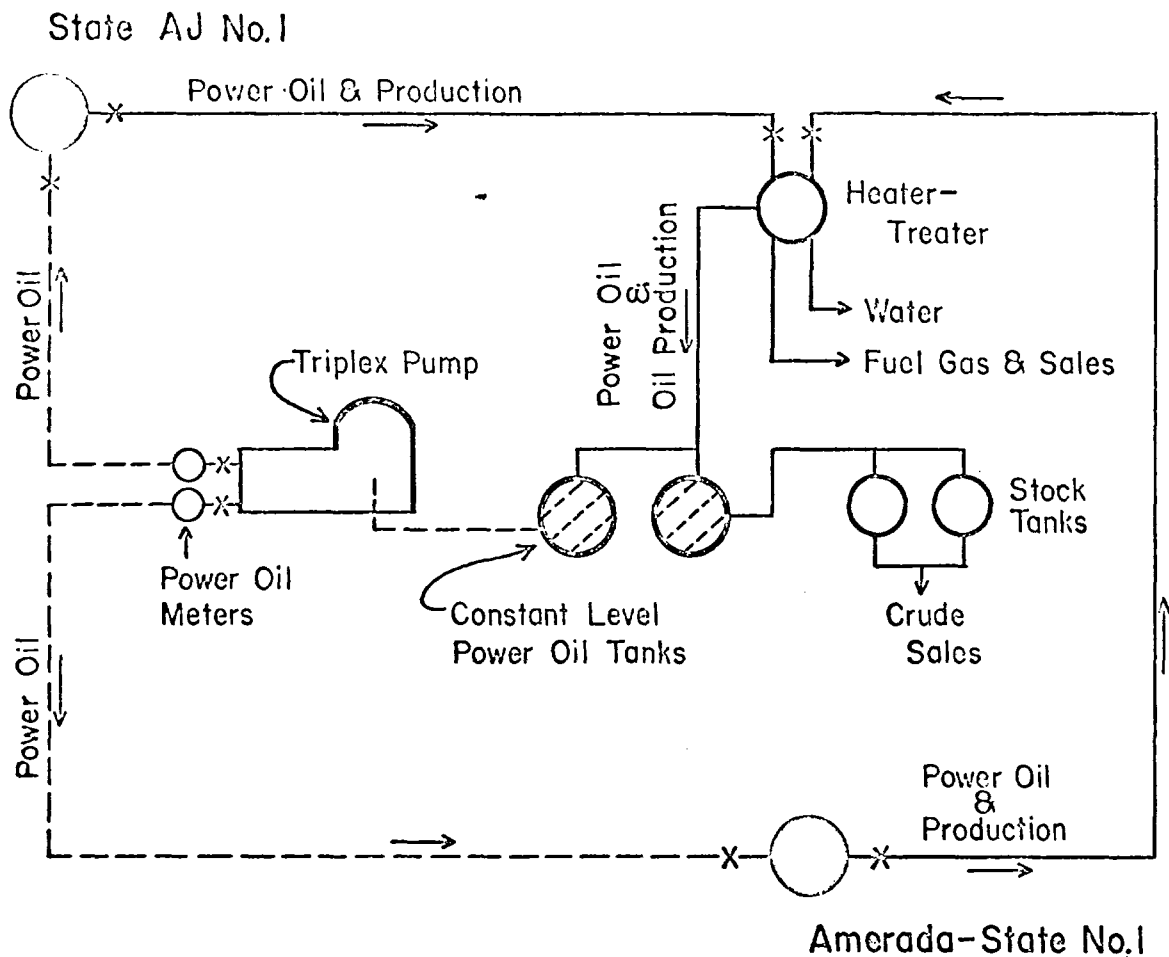 State AJ No.1
Power Oil & Production
Heater-
Treater
Power Oil
&
Oil Production
Water
Fuel Gas & Sales
Power Oil
Triplex Pump
Stock
Tanks
Power Oil
Meters
Constant Level
Power Oil Tanks
Crude
Sales
Power Oil
Power Oil
&
Production
Amerada-State No.1